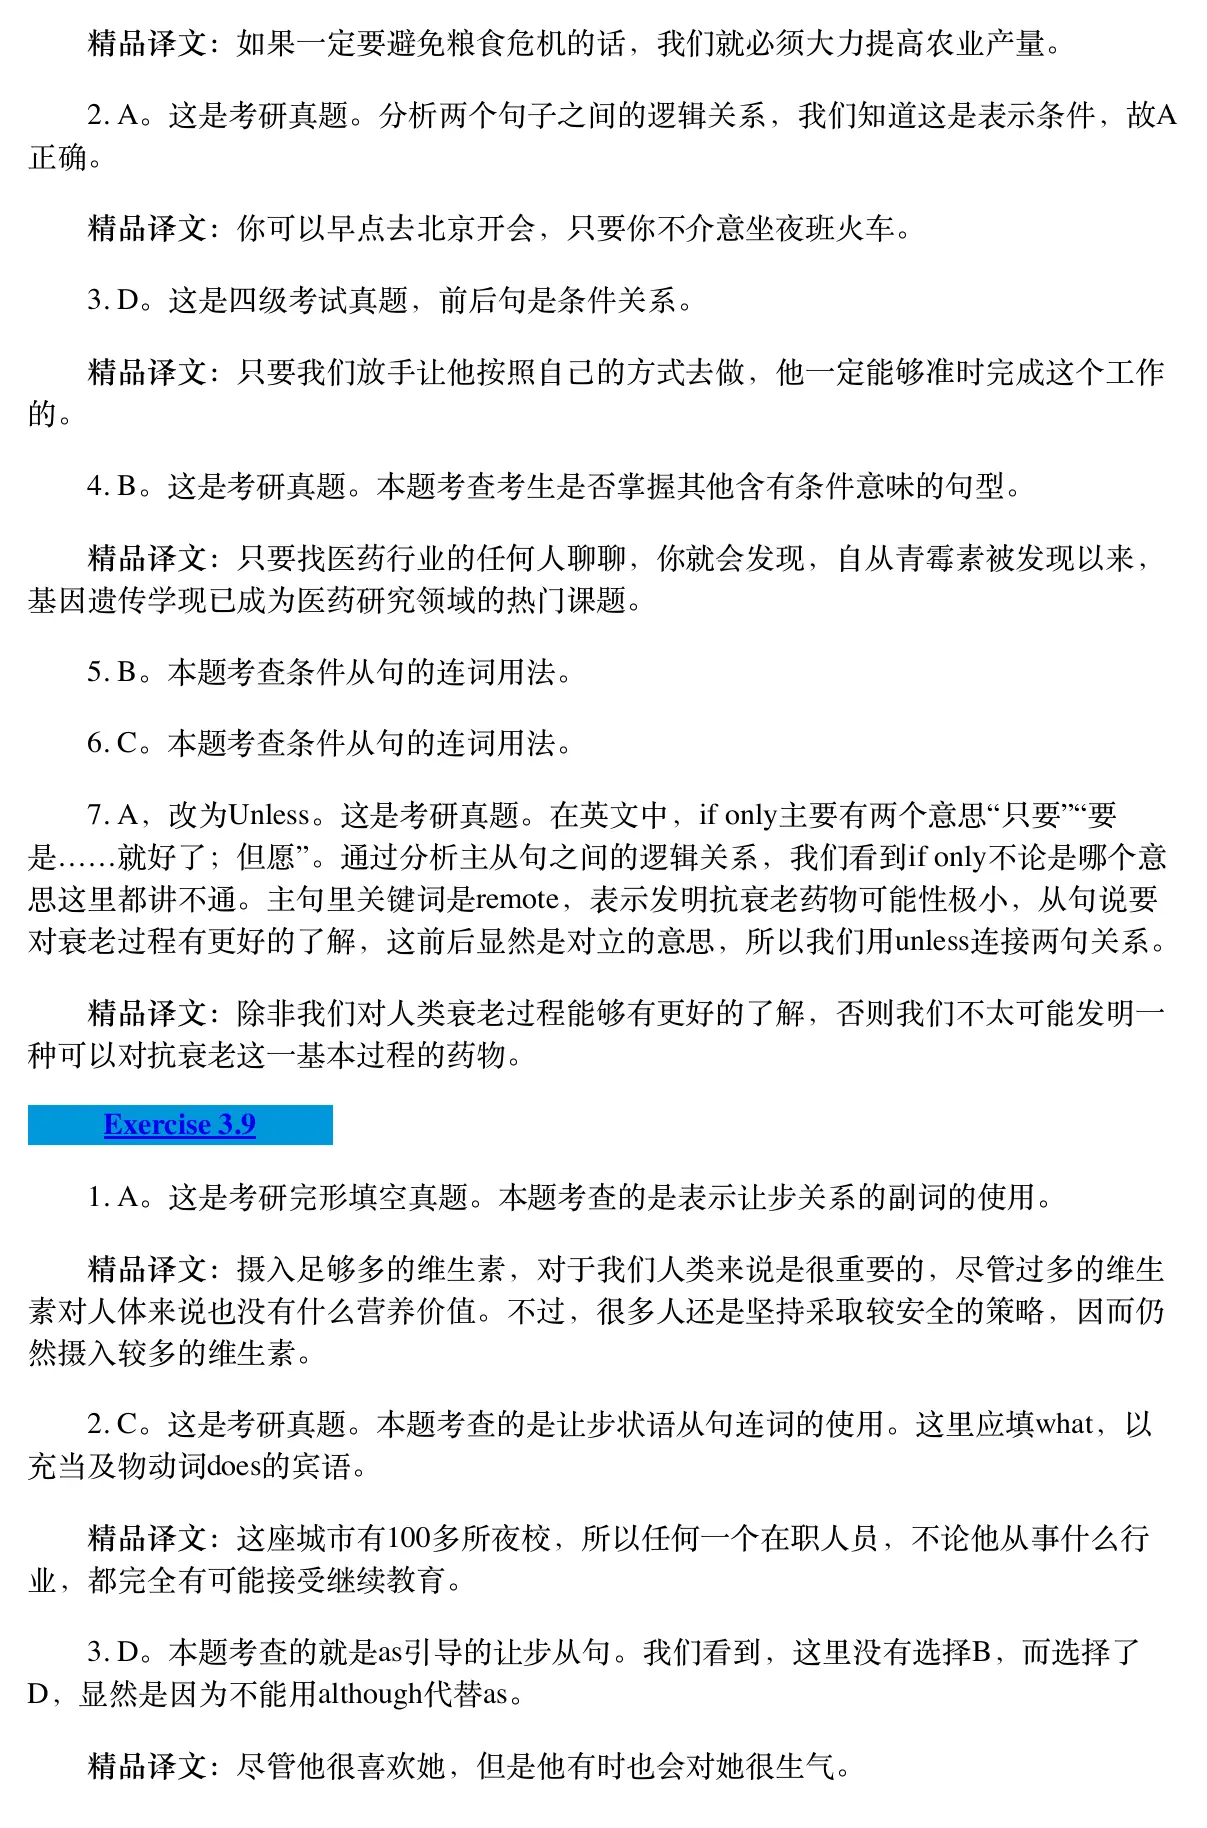 精品译文：如果一定要避免粮食危机的话，我们就必须大力提高农业产量。
2. A。这是考研真题。分析两个句子之间的逻辑关系，我们知道这是表示条件，故A
正确。
精品译文：你可以早点去北京开会，只要你不介意坐夜班火车。
3. D。这是四级考试真题，前后句是条件关系。
精品译文：只要我们放手让他按照自己的方式去做，他一定能够准时完成这个工作
的。
4. B。这是考研真题。本题考查考生是否掌握其他含有条件意味的句型。
精品译文：只要找医药行业的任何人聊聊，你就会发现，自从青霉素被发现以来，
基因遗传学现已成为医药研究领域的热门课题。
5. B。本题考查条件从句的连词用法。
6. C。本题考查条件从句的连词用法。
7. A，改为Unless。这是考研真题。在英文中，if only主要有两个意思“只要”“要
是……就好了；但愿”。通过分析主从句之间的逻辑关系，我们看到if only不论是哪个意
思这里都讲不通。主句里关键词是remote，表示发明抗衰老药物可能性极小，从句说要
对衰老过程有更好的了解，这前后显然是对立的意思，所以我们用unless连接两句关系。
精品译文：除非我们对人类衰老过程能够有更好的了解，否则我们不太可能发明一
种可以对抗衰老这一基本过程的药物。
Exercise 3.9
1. A。这是考研完形填空真题。本题考查的是表示让步关系的副词的使用。
精品译文：摄入足够多的维生素，对于我们人类来说是很重要的，尽管过多的维生
素对人体来说也没有什么营养价值。不过，很多人还是坚持采取较安全的策略，因而仍
然摄入较多的维生素。
2. C。这是考研真题。本题考查的是让步状语从句连词的使用。这里应填what，以
充当及物动词does的宾语。
精品译文：这座城市有100多所夜校，所以任何一个在职人员，不论他从事什么行
业，都完全有可能接受继续教育。
3. D。本题考查的就是as引导的让步从句。我们看到，这里没有选择B，而选择了
D，显然是因为不能用although代替as。
精品译文：尽管他很喜欢她，但是他有时也会对她很生气。